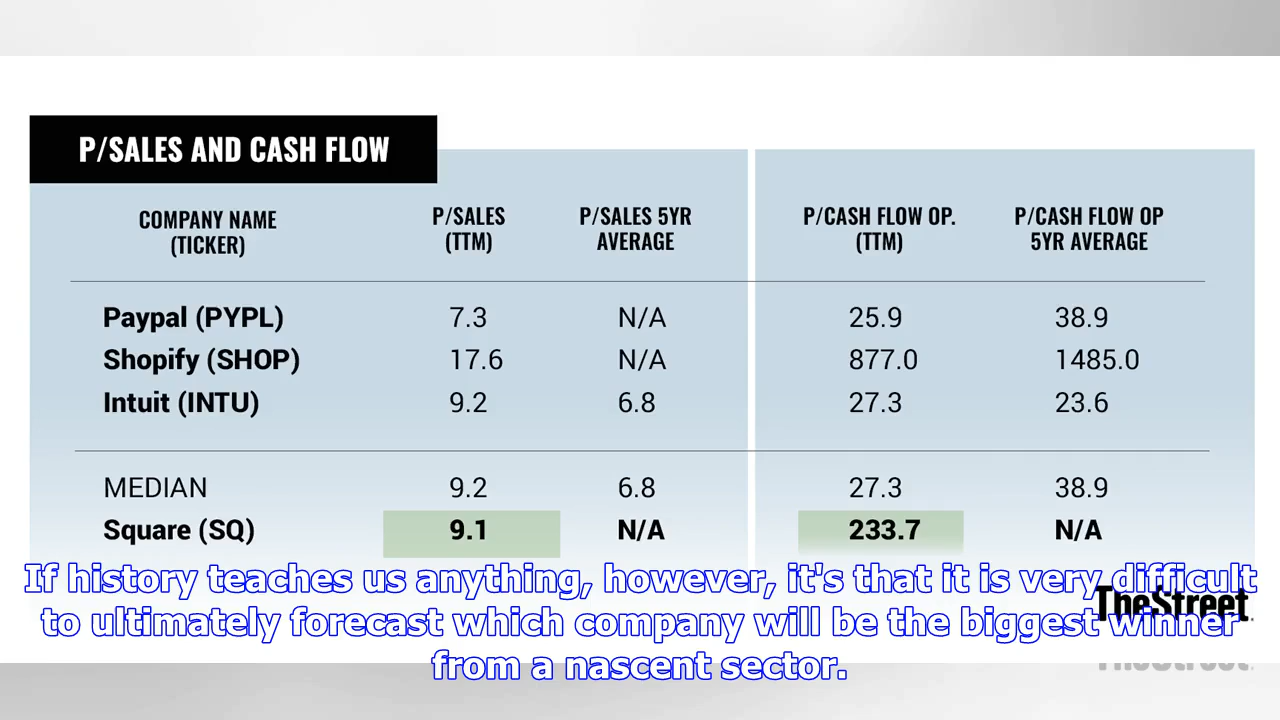 P/SALES AND CASH FLOW
COMPANY NAME (TICKER) P/SALES (TTM) P/SALES 5YR AVERAGE P/CASH FLOW OP. (TTM) P/CASH FLOW OP 5YR AVERAGE
Paypal (PYPL) 7.3 N/A 25.9 38.9
Shopify (SHOP) 17.6 N/A 877.0 1485.0
Intuit (INTU) 9.2 6.8 27.3 23.6
MEDIAN 9.2 6.8 27.3 38.9
Square (SQ) 9.1 N/A 233.7 N/A
If history teaches us anything, however, it's that it is very difficult
to ultimately forecast which company will be the biggest winner
from a nascent sector.
TheStreet
TheStreet